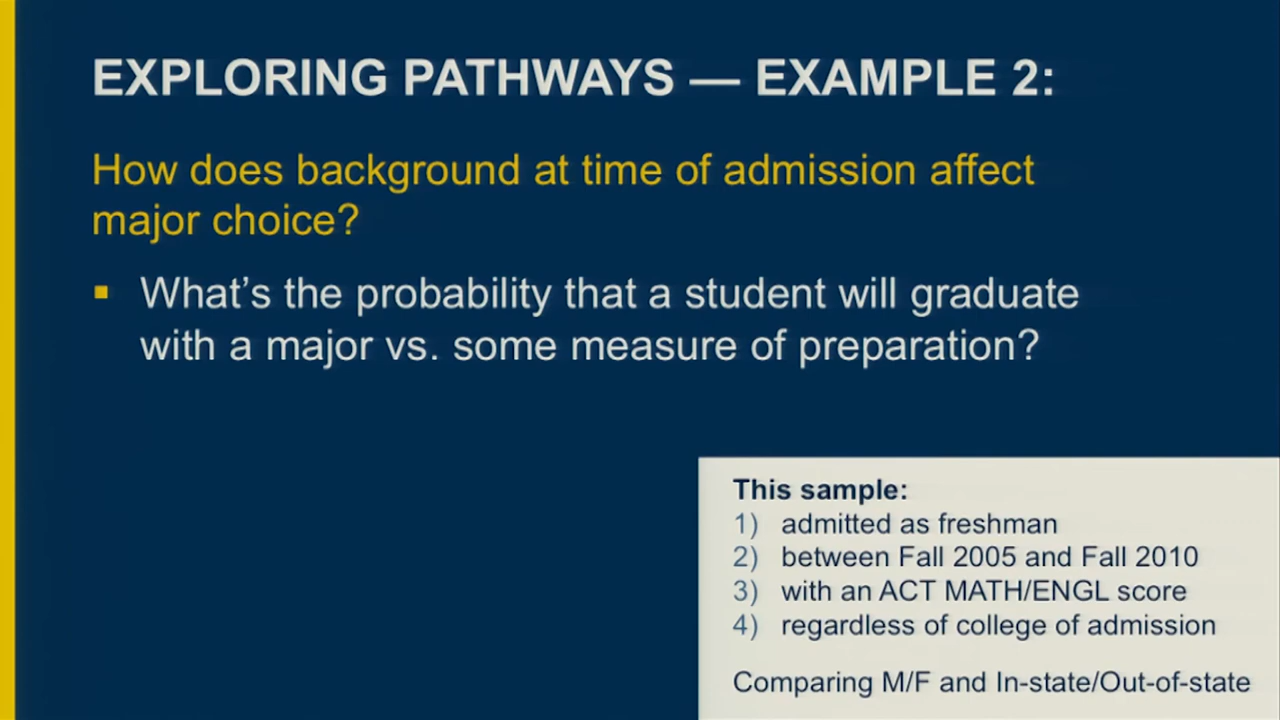 EXPLORING PATHWAYS — EXAMPLE 2:
How does background at time of admission affect
major choice?
▪ What’s the probability that a student will graduate
with a major vs. some measure of preparation?
This sample:
1) admitted as freshman
2) between Fall 2005 and Fall 2010
3) with an ACT MATH/ENGL score
4) regardless of college of admission
Comparing M/F and In-state/Out-of-state